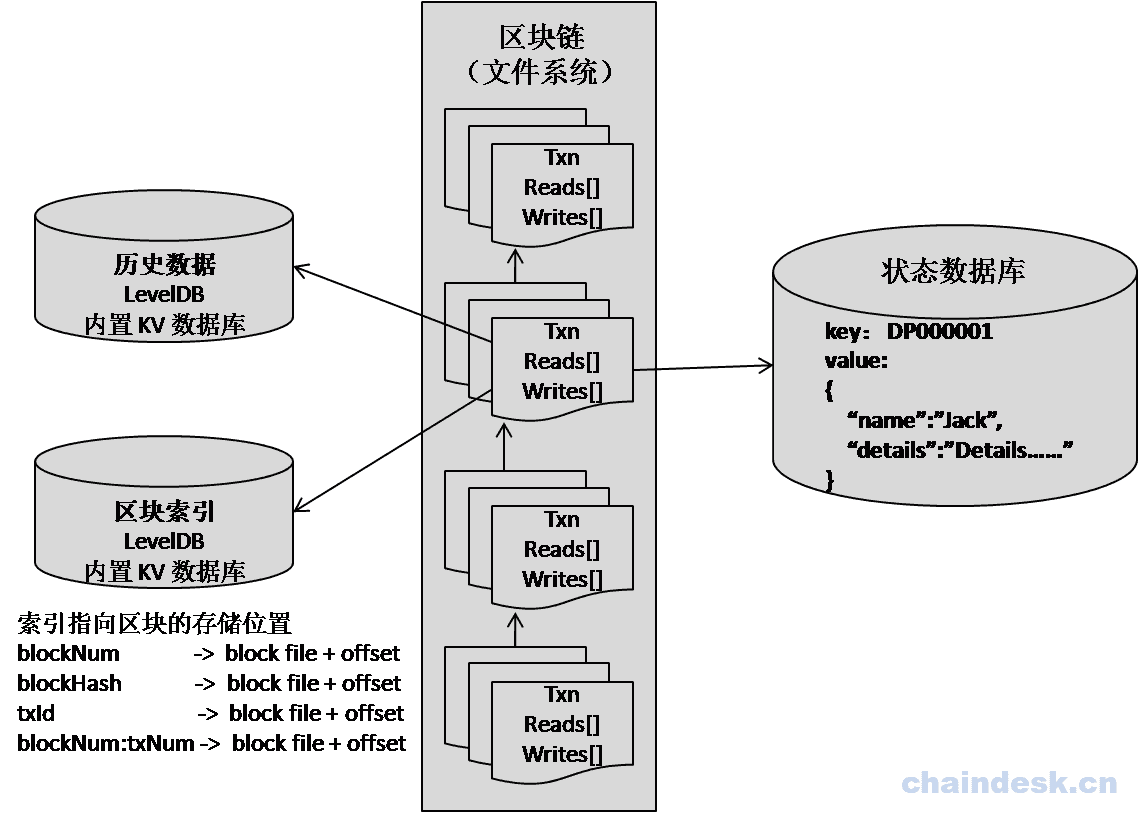 区块链
（文件系统）
Txn
Reads[]
Writes[]
历史数据
LevelDB
内置 KV 数据库
Txn
Reads[]
Writes[]
状态数据库
key： DP000001
value:
{
“name”:”Jack”,
“details”:”Details……”
}
区块索引
LevelDB
内置 KV 数据库
Txn
Reads[]
Writes[]
索引指向区块的存储位置
blockNum -> block file + offset
blockHash -> block file + offset
txId -> block file + offset
blockNum:txNum -> block file + offset
Txn
Reads[]
Writes[]
chaindesk.cn